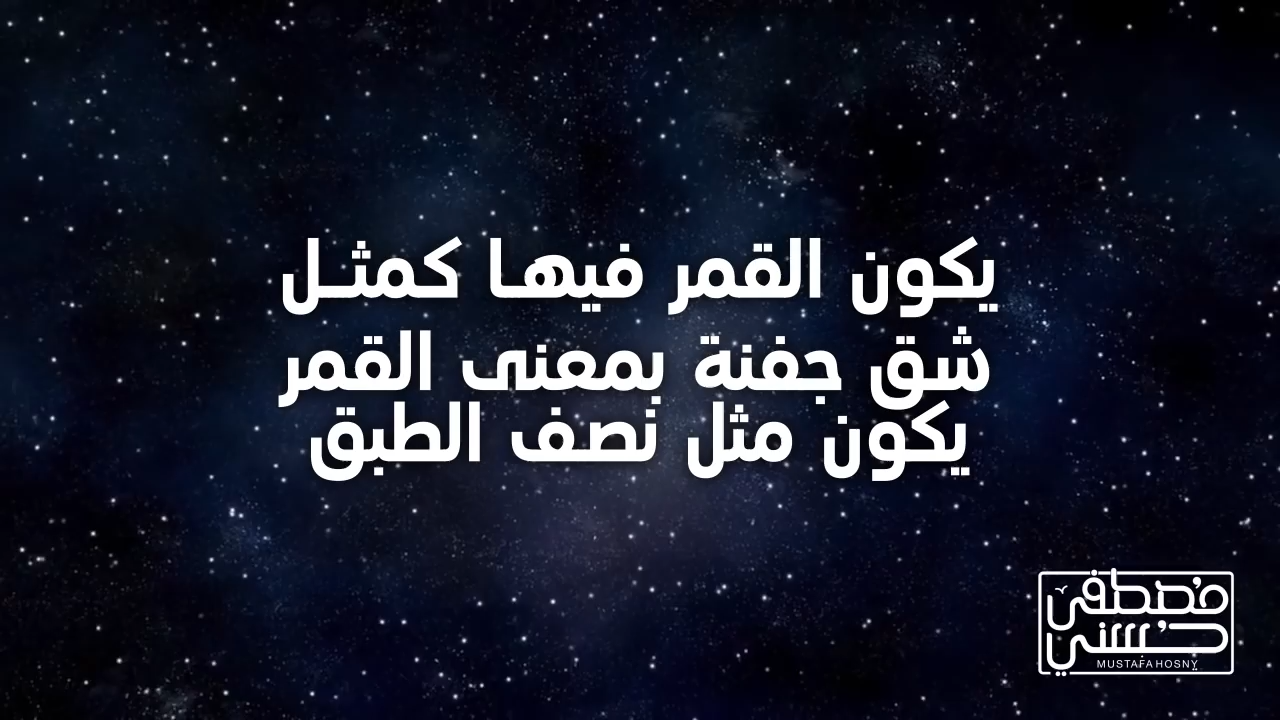 يكون القمر فيها كمثل
شق جفنة بمعنى القمر
يكون مثل نصف الطبق
مصطفى
حسني
MUSTAFA HOSNY